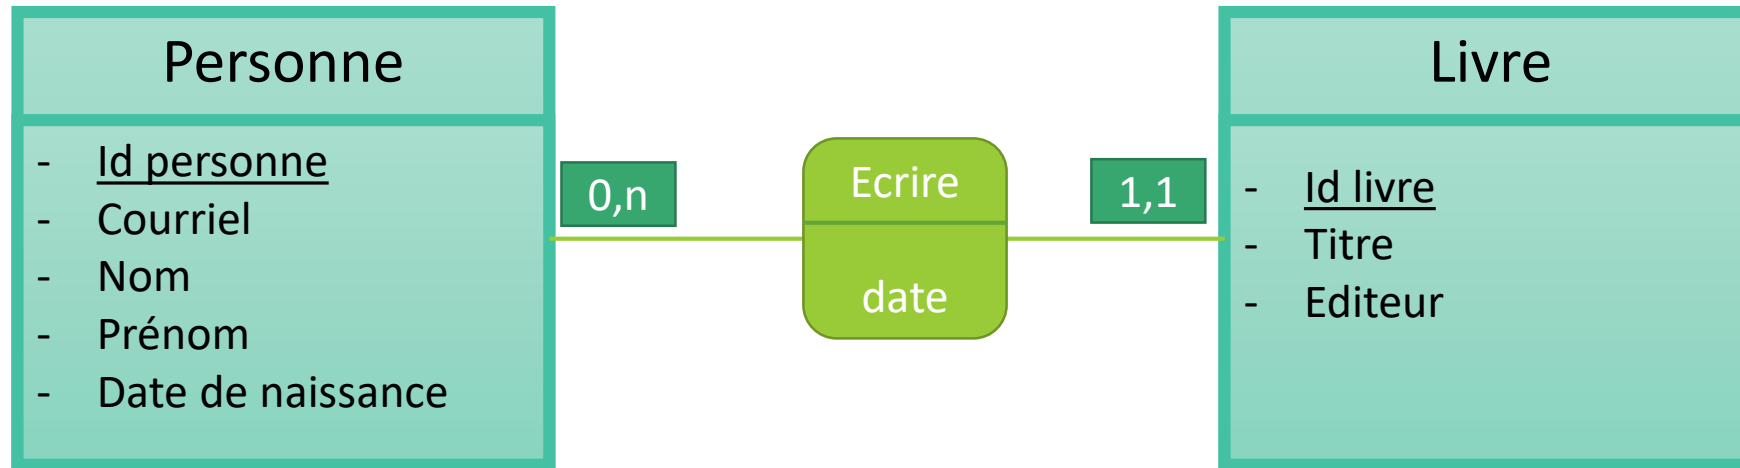 Personne
- Id personne
- Courriel
- Nom
- Prénom
- Date de naissance
0,n
Ecrire
date
1,1
Livre
- Id livre
- Titre
- Editeur